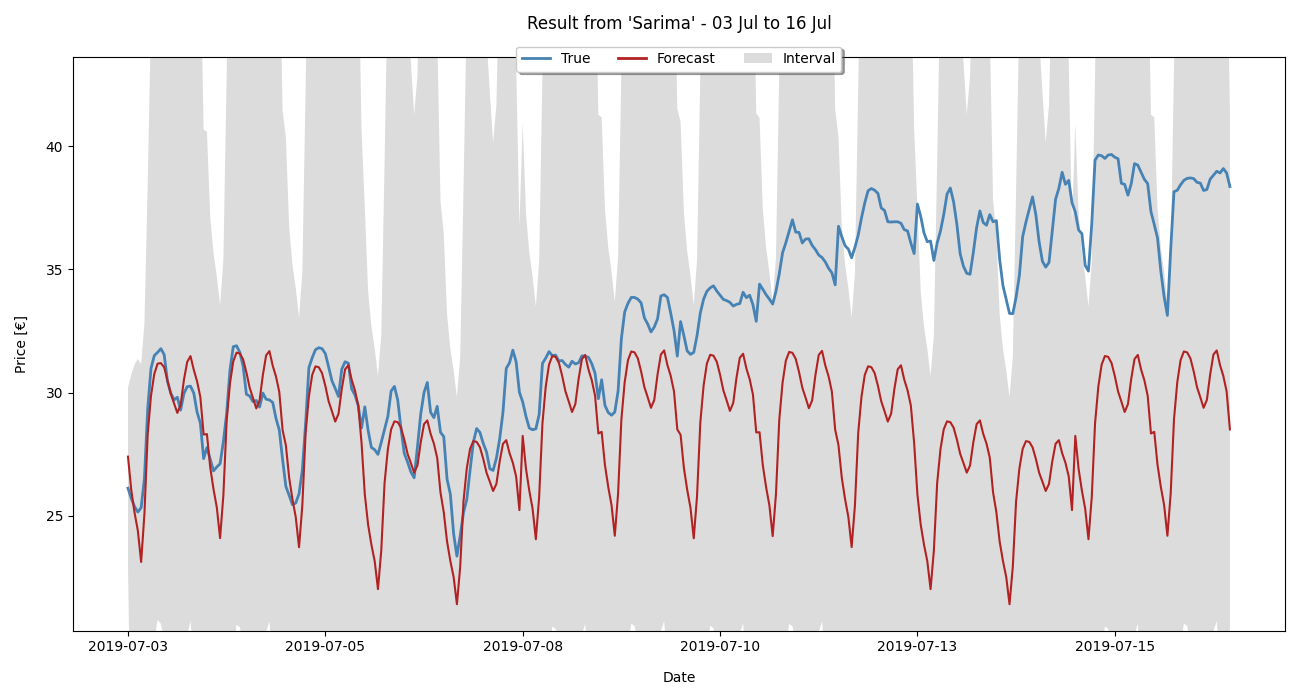 Result from 'Sarima' - 03 Jul to 16 Jul
True Forecast Interval
Price [€]
40
35
30
25
2019-07-03 2019-07-05 2019-07-08 2019-07-10 2019-07-13 2019-07-15
Date